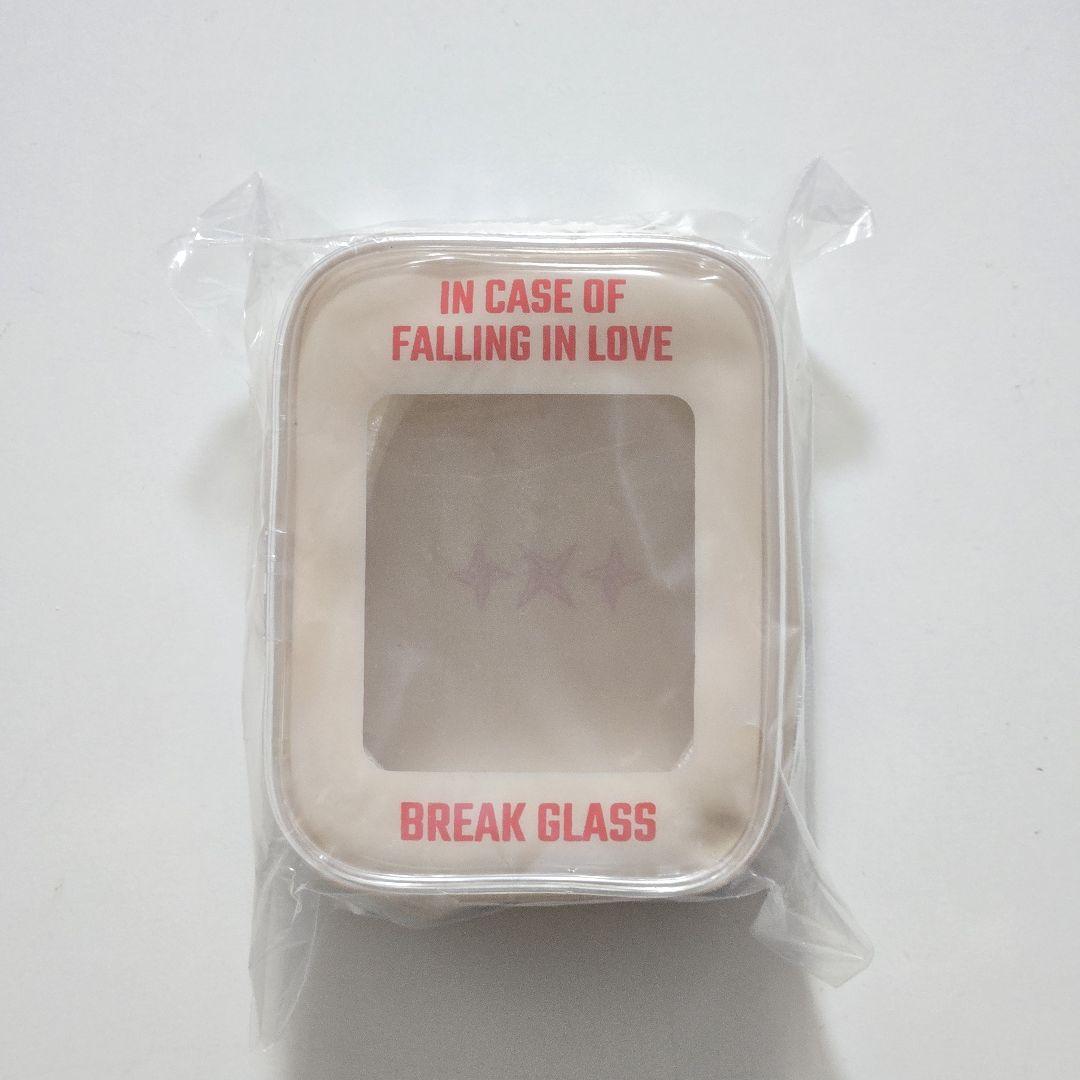 IN CASE OF
FALLING IN LOVE
BREAK GLASS